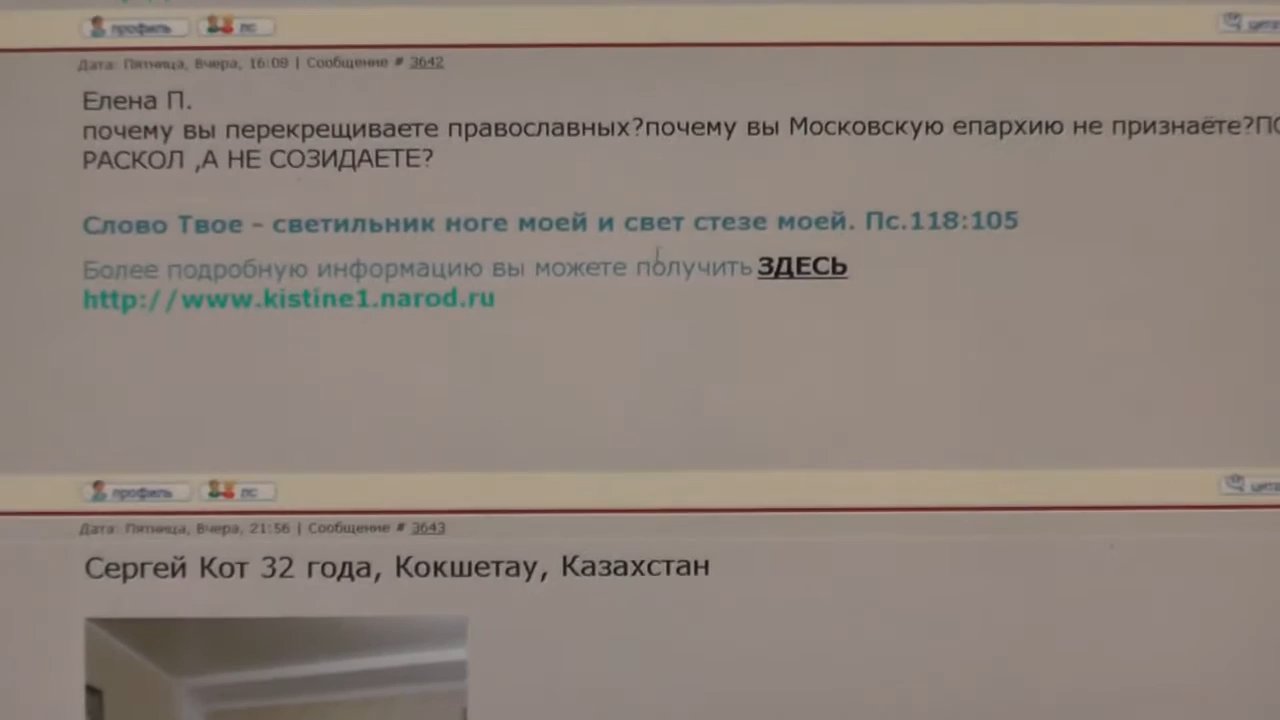 профиль пс
Дата: Пятница, Вчера, 16:09 | Сообщение # 3642
Елена П.
почему вы перекрещиваете православных?почему вы Московскую епархию не признаёте?ПО
РАСКОЛ ,А НЕ СОЗИДАЕТЕ?
Слово Твое - светильник ноге моей и свет стезе моей. Пс.118:105
Более подробную информацию вы можете получить ЗДЕСЬ
http://www.kistine1.narod.ru
профиль пс
Дата: Пятница, Вчера, 21:56 | Сообщение # 3643
Сергей Кот 32 года, Кокшетау, Казахстан